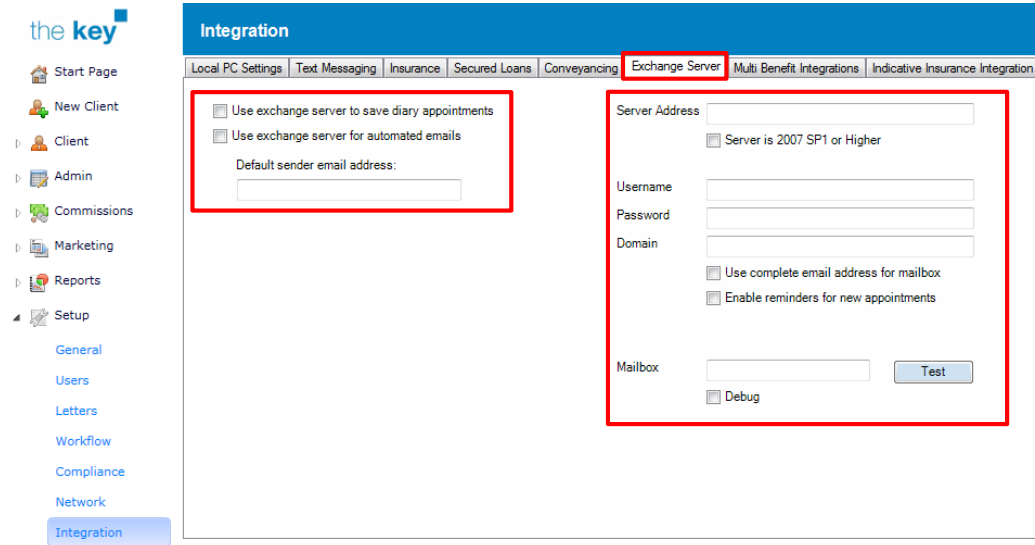 the key
Start Page
New Client
Client
Admin
Commissions
Marketing
Reports
Setup
General
Users
Letters
Workflow
Compliance
Network
Integration
Integration
Local PC Settings Text Messaging Insurance Secured Loans Conveyancing Exchange Server Multi Benefit Integrations Indicative Insurance Integration
Use exchange server to save diary appointments
Use exchange server for automated emails
Default sender email address:
Server Address
Server is 2007 SP1 or Higher
Username
Password
Domain
Use complete email address for mailbox
Enable reminders for new appointments
Mailbox
Test
Debug